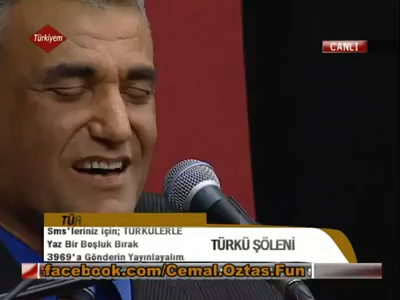 Türkiyem
CANLI
TÜR
Sms'leriniz için; TÜRKÜLERLE
Yaz Bir Boşluk Bırak
3969'a Gönderin Yayınlayalım
TÜRKÜ ŞÖLENİ
facebook.com/Cemal.Oztas.Fun